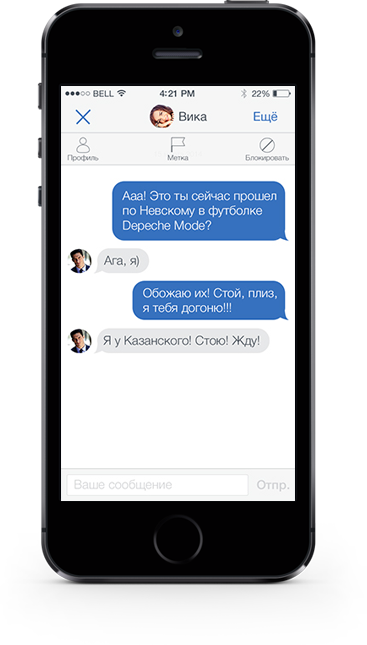 BELL 4:21 PM 22%
Вика Ещё
Профиль Метка Блокировать
Ааа! Это ты сейчас прошел
по Невскому в футболке
Depeche Mode?
Ага, я)
Обожаю их! Стой, плиз,
я тебя догоню!!!
Я у Казанского! Стою! Жду!
Ваше сообщение Отпр.